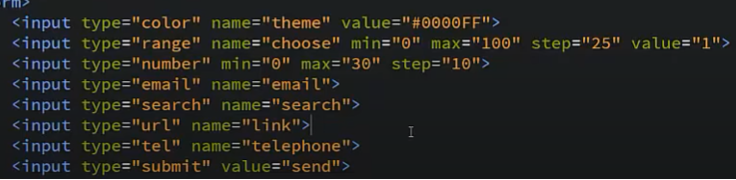 rm>
<input type="color" name="theme" value="#0000FF">
<input type="range" name="choose" min="0" max="100" step="25" value="1">
<input type="number" min="0" max="30" step="10">
<input type="email" name="email">
<input type="search" name="search">
<input type="url" name="link">
<input type="tel" name="telephone">
<input type="submit" value="send">